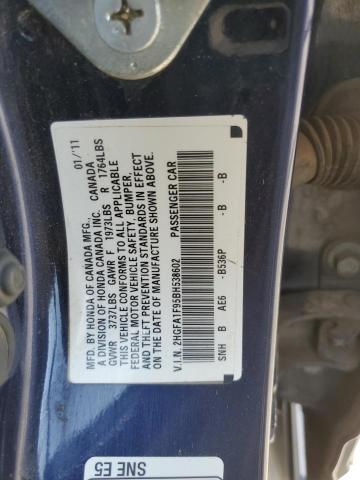 MFD. BY HONDA OF CANADA MFG., 01/'11
A DIV. OF HONDA CANADA INC. CANADA
GVWR 3737LBS GAWR F 1973LBS R 1764LBS
THIS VEHICLE CONFORMS TO ALL APPLICABLE
FEDERAL MOTOR VEHICLE SAFETY, BUMPER,
AND THEFT PREVENTION STANDARDS IN EFFECT
ON THE DATE OF MANUFACTURE SHOWN ABOVE.
V.I.N. 2HGFA1F95BH538602 PASSENGER CAR
SNH B AE6 -B536P -B -B
SNE E5